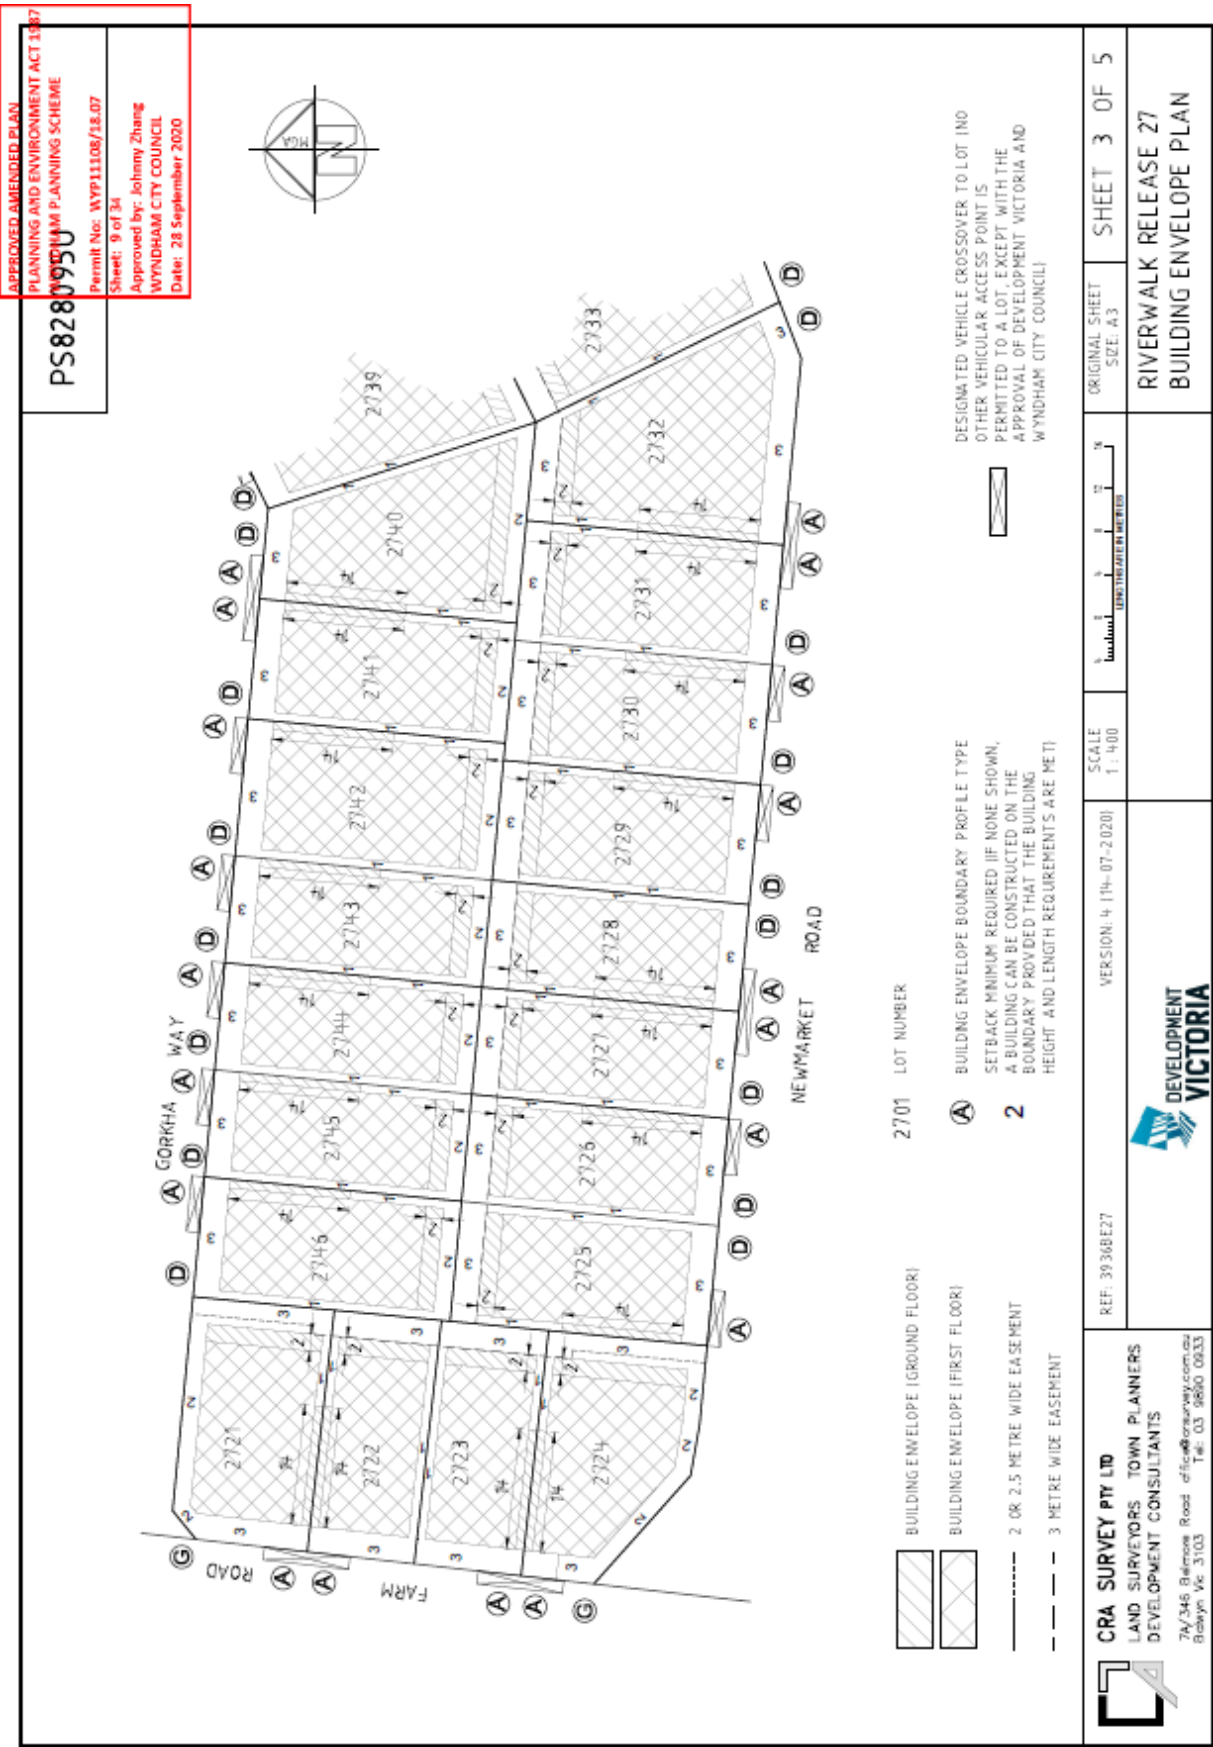 APPROVED AMENDED PLAN
PLANNING AND ENVIRONMENT ACT 1987
WYNDHAM PLANNING SCHEME
Permit No: WYP11108/18.07
Sheet: 9 of 34
Approved by: Johnny Zhang
WYNDHAM CITY COUNCIL
Date: 28 September 2020
PS828095U
MGA
N
GORKHA WAY
NEWMARKET ROAD
FARM ROAD
2721
2722
2723
2724
2725
2726
2727
2728
2729
2730
2731
2732
2733
2739
2740
2741
2742
2743
2744
2745
2746
BUILDING ENVELOPE (GROUND FLOOR)
BUILDING ENVELOPE (FIRST FLOOR)
2 OR 2.5 METRE WIDE EASEMENT
3 METRE WIDE EASEMENT
2701 LOT NUMBER
A BUILDING ENVELOPE BOUNDARY PROFILE TYPE
SETBACK MINIMUM REQUIRED (IF NONE SHOWN,
2 A BUILDING CAN BE CONSTRUCTED ON THE
BOUNDARY PROVIDED THAT THE BUILDING
HEIGHT AND LENGTH REQUIREMENTS ARE MET)
DESIGNATED VEHICLE CROSSOVER TO LOT (NO
OTHER VEHICULAR ACCESS POINT IS
PERMITTED TO A LOT, EXCEPT WITH THE
APPROVAL OF DEVELOPMENT VICTORIA AND
WYNDHAM CITY COUNCIL)
CRA SURVEY PTY LTD
LAND SURVEYORS TOWN PLANNERS
DEVELOPMENT CONSULTANTS
7A/346 Belmore Road office@crasurvey.com.au
Balwyn Vic 3103 Tel: 03 9890 0933
REF: 3936BE27
VERSION: 4 (14-07-2020)
DEVELOPMENT
VICTORIA
SCALE
1 : 400
LENGTHS ARE IN METRES
ORIGINAL SHEET
SIZE: A3
SHEET 3 OF 5
RIVERWALK RELEASE 27
BUILDING ENVELOPE PLAN